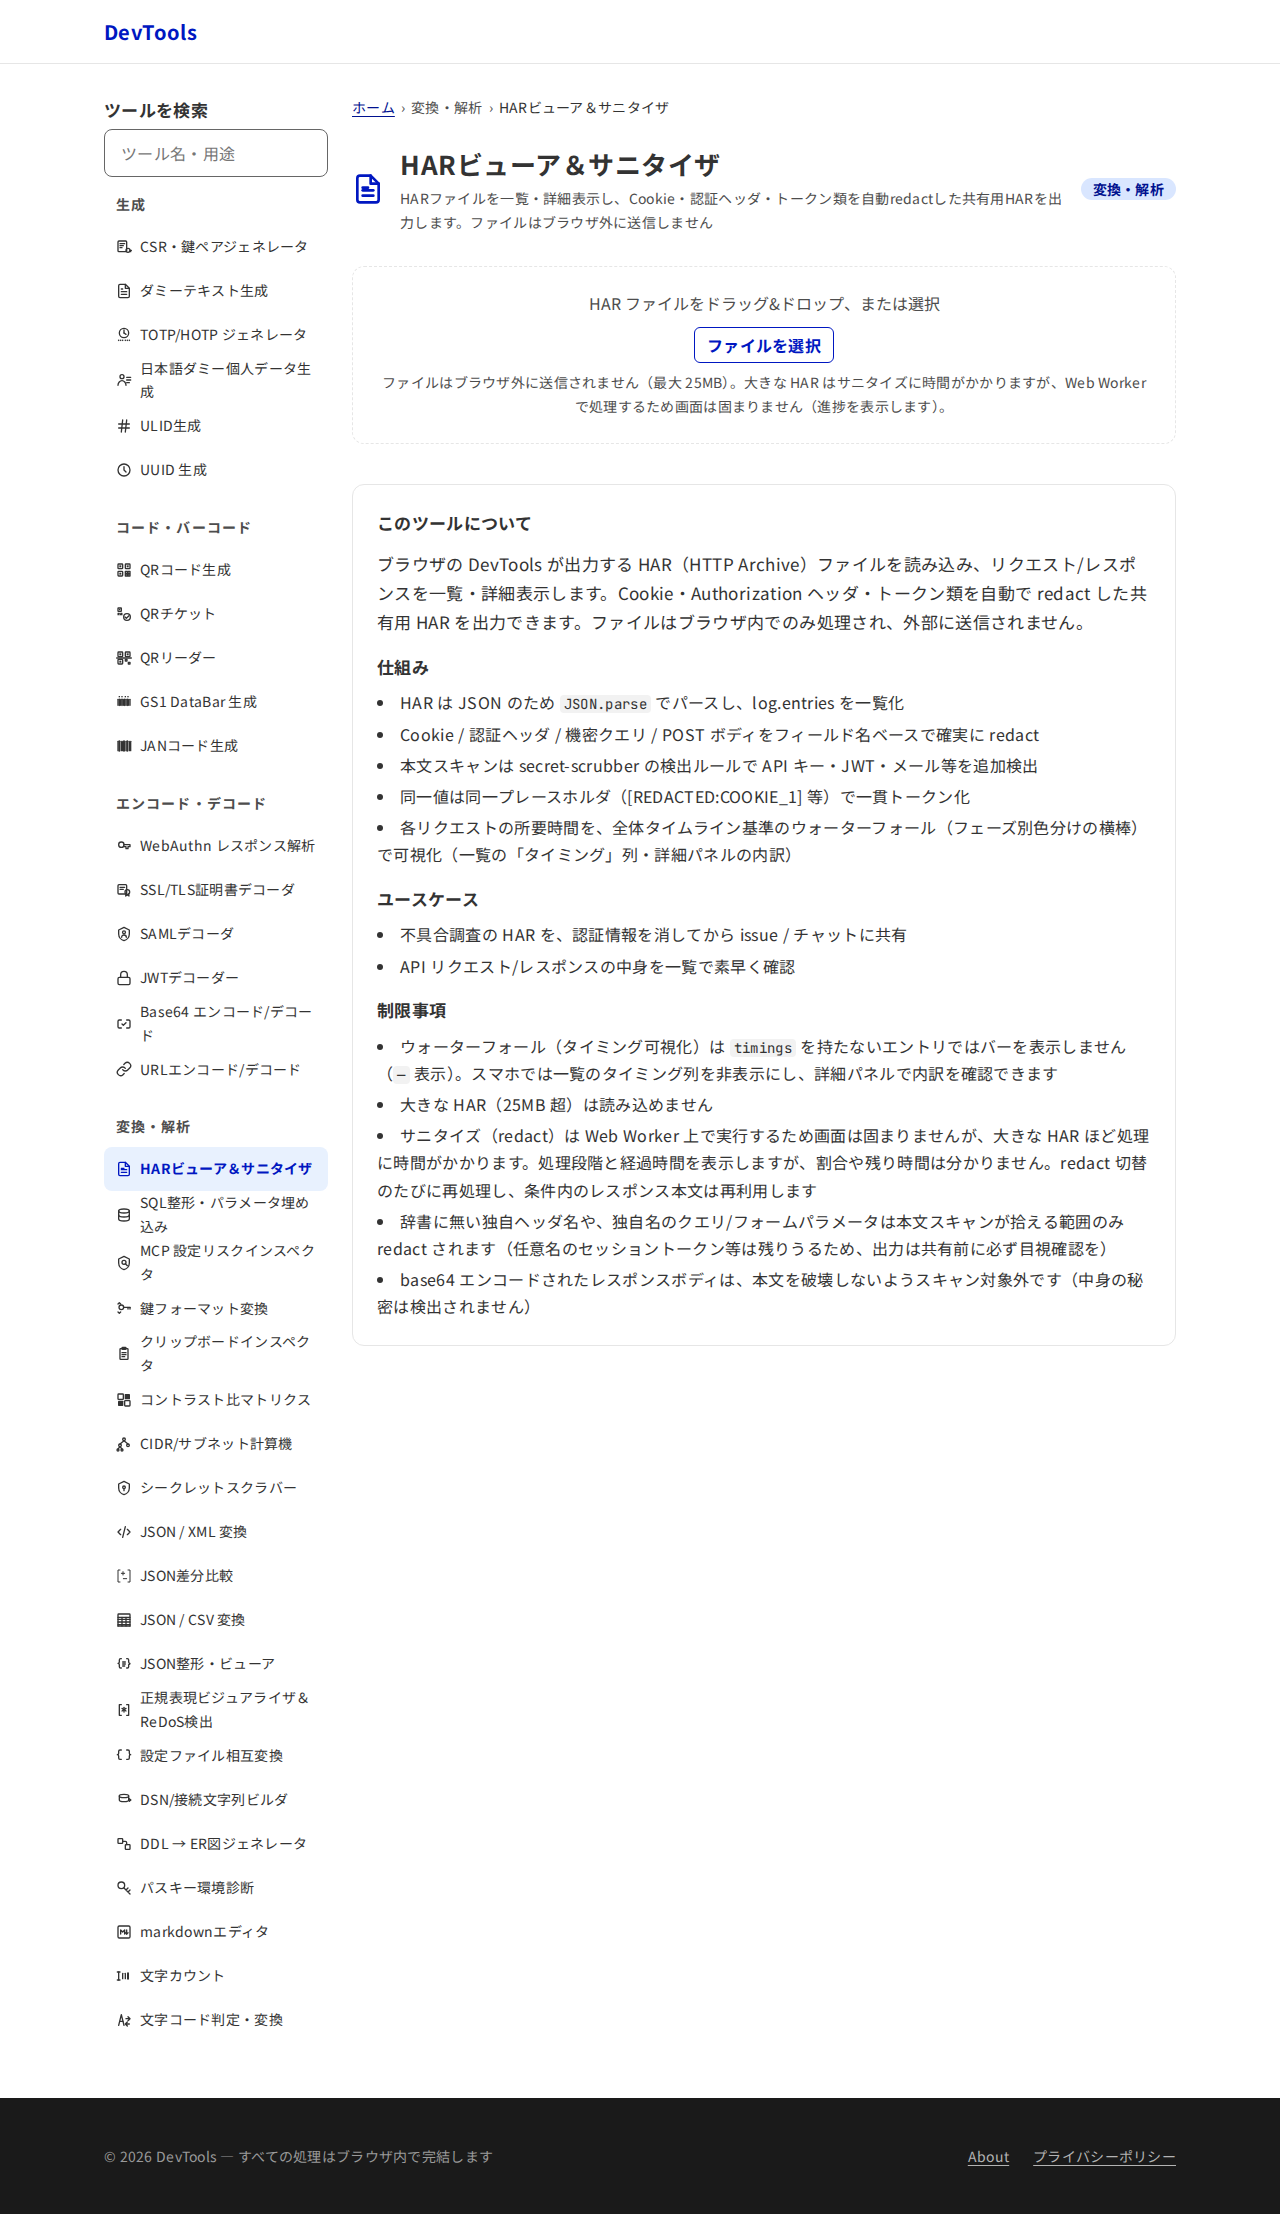 DevTools
ツールを検索
ツール名・用途
生成
CSR・鍵ペアジェネレータ
ダミーテキスト生成
TOTP/HOTP ジェネレータ
日本語ダミー個人データ生
成
ULID生成
UUID 生成
コード・バーコード
QRコード生成
QRチケット
QRリーダー
GS1 DataBar 生成
JANコード生成
エンコード・デコード
WebAuthn レスポンス解析
SSL/TLS証明書デコーダ
SAMLデコーダ
JWTデコーダー
Base64 エンコード/デコー
ド
URLエンコード/デコード
変換・解析
HARビューア＆サニタイザ
SQL整形・パラメータ埋め
込み
MCP 設定リスクインスペク
タ
鍵フォーマット変換
クリップボードインスペク
タ
コントラスト比マトリクス
CIDR/サブネット計算機
シークレットスクラバー
JSON / XML 変換
JSON差分比較
JSON / CSV 変換
JSON整形・ビューア
正規表現ビジュアライザ＆
ReDoS検出
設定ファイル相互変換
DSN/接続文字列ビルダ
DDL → ER図ジェネレータ
パスキー環境診断
markdownエディタ
文字カウント
文字コード判定・変換
ホーム › 変換・解析 › HARビューア＆サニタイザ
HARビューア＆サニタイザ
HARファイルを一覧・詳細表示し、Cookie・認証ヘッダ・トークン類を自動redactした共有用HARを出
力します。ファイルはブラウザ外に送信しません
変換・解析
HAR ファイルをドラッグ&ドロップ、または選択
ファイルを選択
ファイルはブラウザ外に送信されません（最大 25MB）。大きな HAR はサニタイズに時間がかかりますが、Web Worker
で処理するため画面は固まりません（進捗を表示します）。
このツールについて
ブラウザの DevTools が出力する HAR（HTTP Archive）ファイルを読み込み、リクエスト/レスポ
ンスを一覧・詳細表示します。Cookie・Authorization ヘッダ・トークン類を自動で redact した共
有用 HAR を出力できます。ファイルはブラウザ内でのみ処理され、外部に送信されません。
仕組み
• HAR は JSON のため JSON.parse でパースし、log.entries を一覧化
• Cookie / 認証ヘッダ / 機密クエリ / POST ボディをフィールド名ベースで確実に redact
• 本文スキャンは secret-scrubber の検出ルールで API キー・JWT・メール等を追加検出
• 同一値は同一プレースホルダ（[REDACTED:COOKIE_1] 等）で一貫トークン化
• 各リクエストの所要時間を、全体タイムライン基準のウォーターフォール（フェーズ別色分けの横棒）
で可視化（一覧の「タイミング」列・詳細パネルの内訳）
ユースケース
• 不具合調査の HAR を、認証情報を消してから issue / チャットに共有
• API リクエスト/レスポンスの中身を一覧で素早く確認
制限事項
• ウォーターフォール（タイミング可視化）は timings を持たないエントリではバーを表示しません
（— 表示）。スマホでは一覧のタイミング列を非表示にし、詳細パネルで内訳を確認できます
• 大きな HAR（25MB 超）は読み込めません
• サニタイズ（redact）は Web Worker 上で実行するため画面は固まりませんが、大きな HAR ほど処理
に時間がかかります。処理段階と経過時間を表示しますが、割合や残り時間は分かりません。redact 切替
のたびに再処理し、条件内のレスポンス本文は再利用します
• 辞書に無い独自ヘッダ名や、独自名のクエリ/フォームパラメータは本文スキャンが拾える範囲のみ
redact されます（任意名のセッショントークン等は残りうるため、出力は共有前に必ず目視確認を）
• base64 エンコードされたレスポンスボディは、本文を破壊しないようスキャン対象外です（中身の秘
密は検出されません）
© 2026 DevTools — すべての処理はブラウザ内で完結します
About プライバシーポリシー